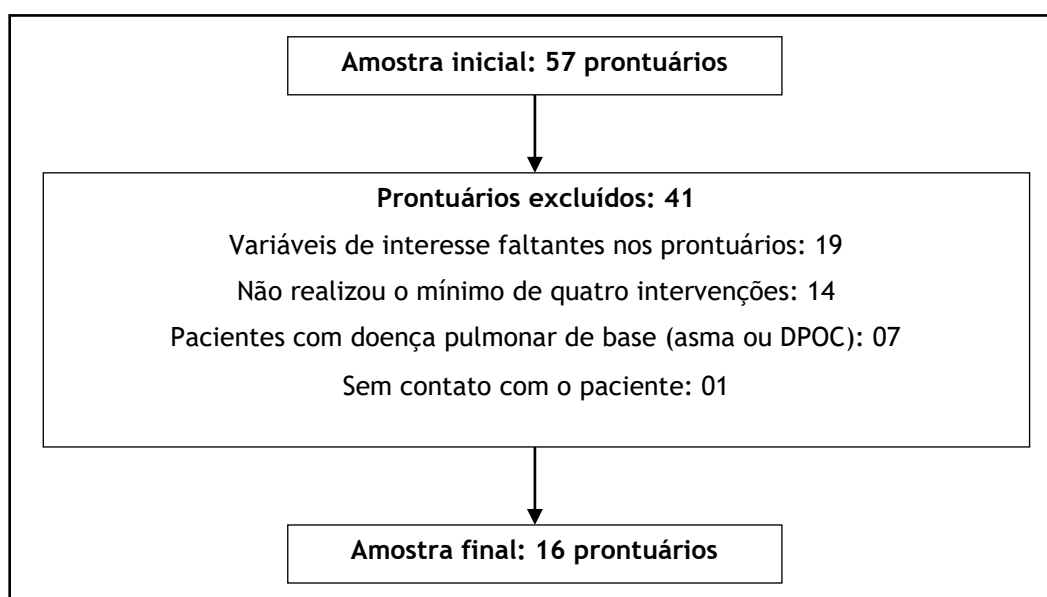 Amostra inicial: 57 prontuários
Prontuários excluídos: 41
Variáveis de interesse faltantes nos prontuários: 19
Não realizou o mínimo de quatro intervenções: 14
Pacientes com doença pulmonar de base (asma ou DPOC): 07
Sem contato com o paciente: 01
Amostra final: 16 prontuários